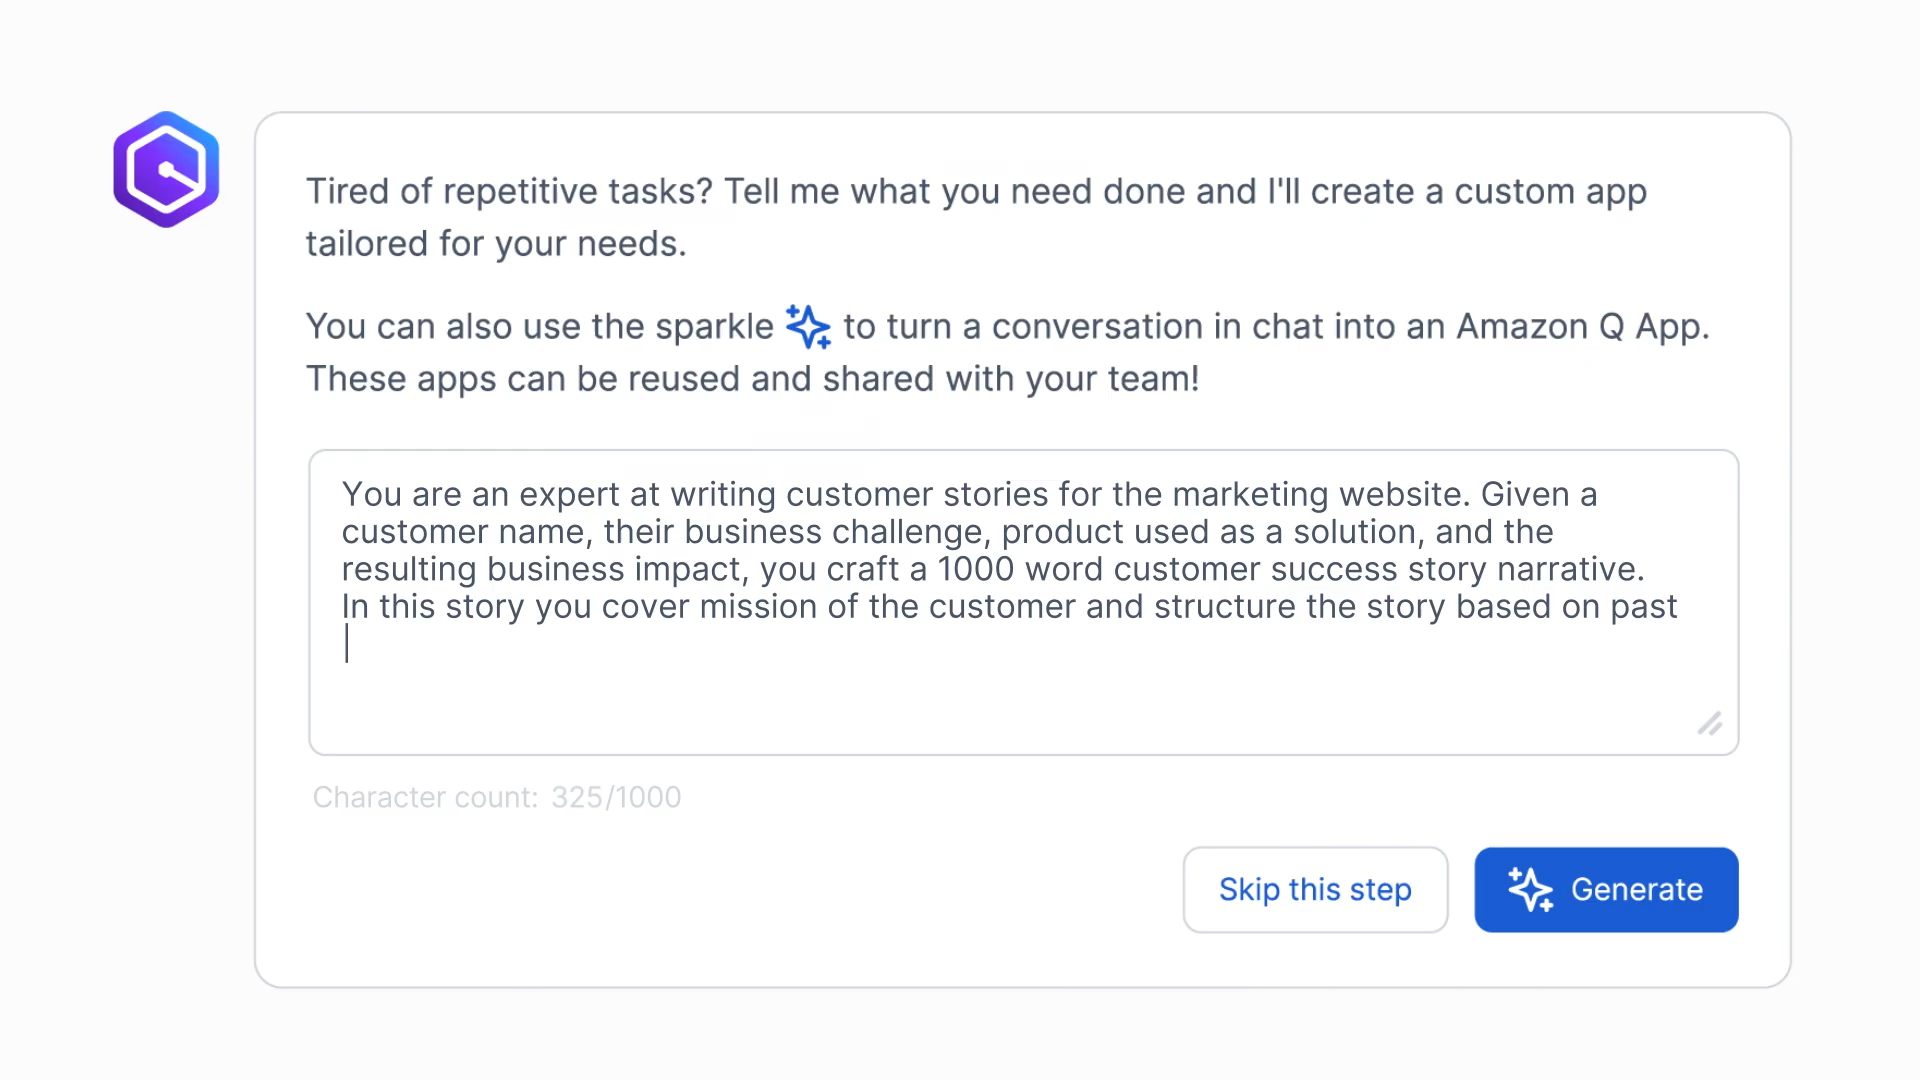 Tired of repetitive tasks? Tell me what you need done and I'll create a custom app
tailored for your needs.
You can also use the sparkle to turn a conversation in chat into an Amazon Q App.
These apps can be reused and shared with your team!
You are an expert at writing customer stories for the marketing website. Given a
customer name, their business challenge, product used as a solution, and the
resulting business impact, you craft a 1000 word customer success story narrative.
In this story you cover mission of the customer and structure the story based on past
Character count: 325/1000
Skip this step
Generate